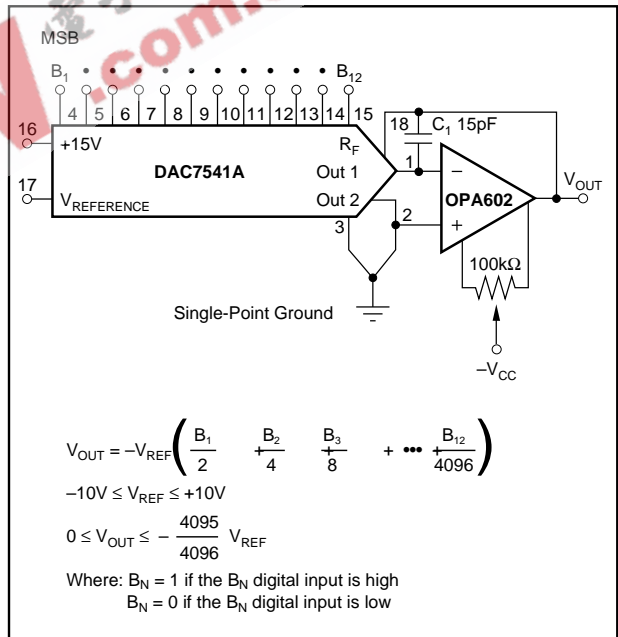 MSB
B1 • • • • • • • • • • B12
4 5 6 7 8 9 10 11 12 13 14 15
16
+15V
RF
18
C1 15pF
DAC7541A
Out 1
1
−
VOUT
17
VREFERENCE
Out 2
2
+
OPA602
3
100kΩ
Single-Point Ground
−VCC
VOUT = −VREF ( B1/2 + B2/4 + B3/8 + ••• + B12/4096 )
−10V ≤ VREF ≤ +10V
0 ≤ VOUT ≤ − 4095/4096 VREF
Where: BN = 1 if the BN digital input is high
BN = 0 if the BN digital input is low
.com